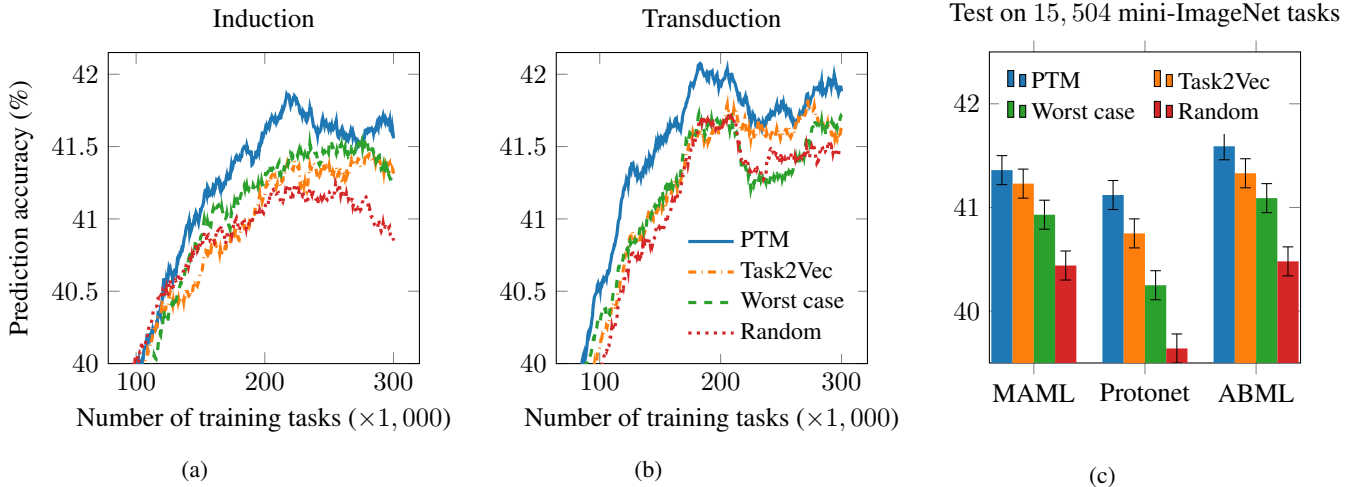 Induction
Prediction accuracy (%)
42
41.5
41
40.5
40
100
200
300
Number of training tasks (×1, 000)
(a)
Transduction
42
41.5
41
40.5
40
PTM
Task2Vec
Worst case
Random
100
200
300
Number of training tasks (×1, 000)
(b)
Test on 15, 504 mini-ImageNet tasks
PTM
Task2Vec
Worst case
Random
42
41
40
MAML
Protonet
ABML
(c)